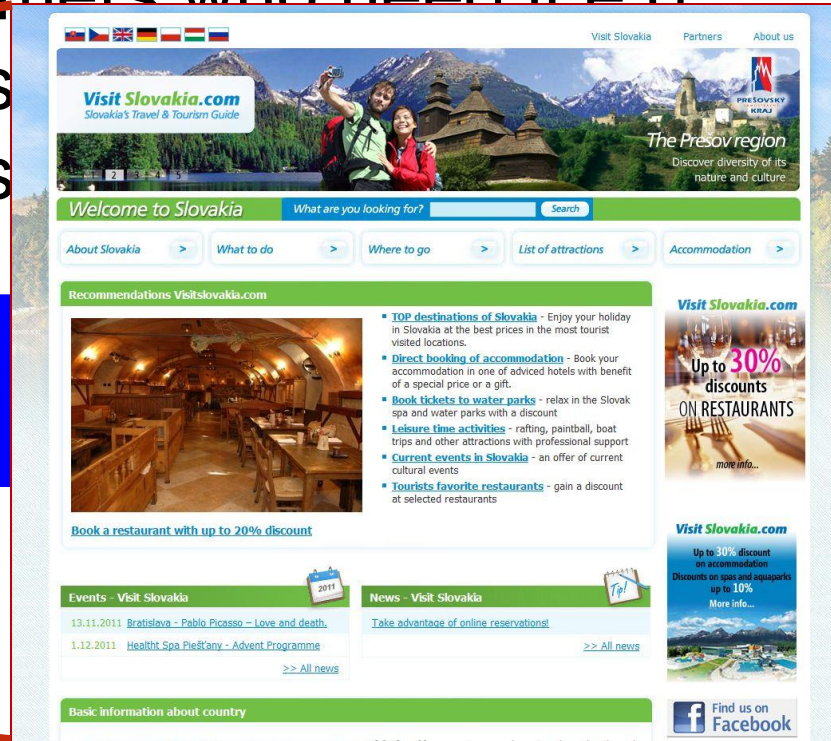 Visit Slovakia
Partners
About us
Visit Slovakia.com
Slovakia's Travel & Tourism Guide
PREŠOVSKÝ
KRAJ
The Prešov region
Discover diversity of its
nature and culture
1 2 3 4 5
Welcome to Slovakia
What are you looking for?
Search
About Slovakia >
What to do >
Where to go >
List of attractions >
Accommodation >
Recommendations Visitslovakia.com
TOP destinations of Slovakia - Enjoy your holiday
in Slovakia at the best prices in the most tourist
visited locations.
Direct booking of accommodation - Book your
accommodation in one of adviced hotels with benefit
of a special price or a gift.
Book tickets to water parks - relax in the Slovak
spa and water parks with a discount
Leisure time activities - rafting, paintball, boat
trips and other attractions with professional support
Current events in Slovakia - an offer of current
cultural events
Tourists favorite restaurants - gain a discount
at selected restaurants
Book a restaurant with up to 20% discount
Visit Slovakia.com
Up to 30%
discounts
ON RESTAURANTS
more info...
Events - Visit Slovakia
2011
13.11.2011 Bratislava - Pablo Picasso – Love and death.
1.12.2011 Healtht Spa Piešťany - Advent Programme
>> All news
News - Visit Slovakia
Tip!
Take advantage of online reservations!
>> All news
Visit Slovakia.com
Up to 30% discount
on accommodation
Discounts on spas and aquaparks
up to 10%
More info...
Basic information about country
Find us on
Facebook